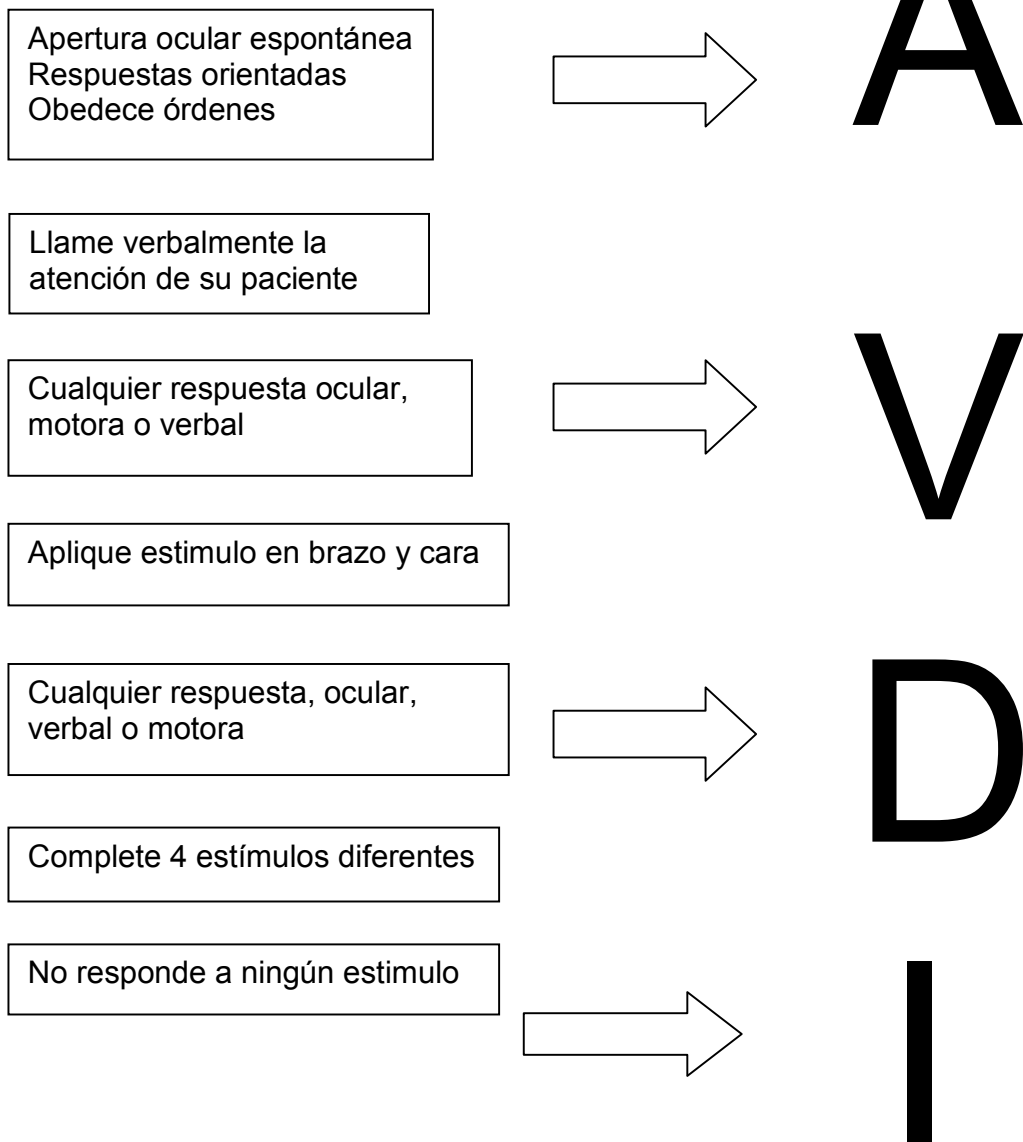 Apertura ocular espontánea
Respuestas orientadas
Obedece órdenes
A
Llame verbalmente la
atención de su paciente
Cualquier respuesta ocular,
motora o verbal
V
Aplique estimulo en brazo y cara
Cualquier respuesta, ocular,
verbal o motora
D
Complete 4 estímulos diferentes
No responde a ningún estimulo
I